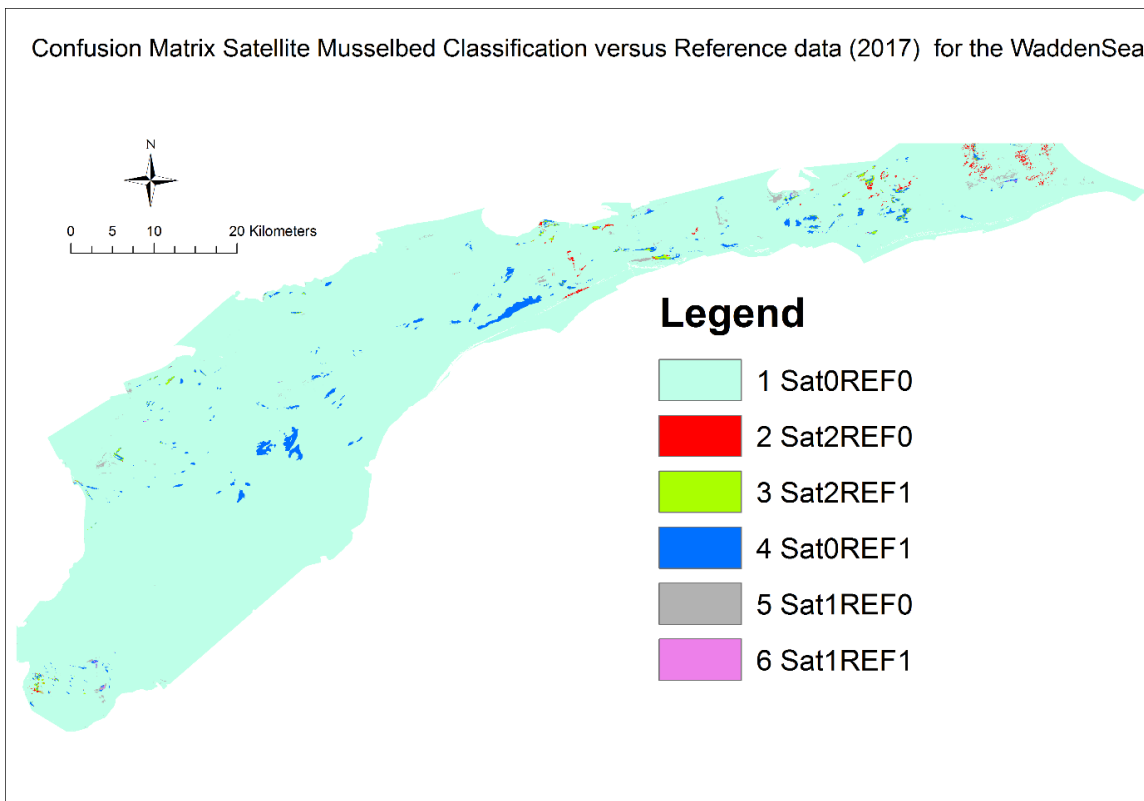 Confusion Matrix Satellite Musselbed Classification versus Reference data (2017) for the WaddenSea
N
0 5 10 20 Kilometers
Legend
1 Sat0REF0
2 Sat2REF0
3 Sat2REF1
4 Sat0REF1
5 Sat1REF0
6 Sat1REF1